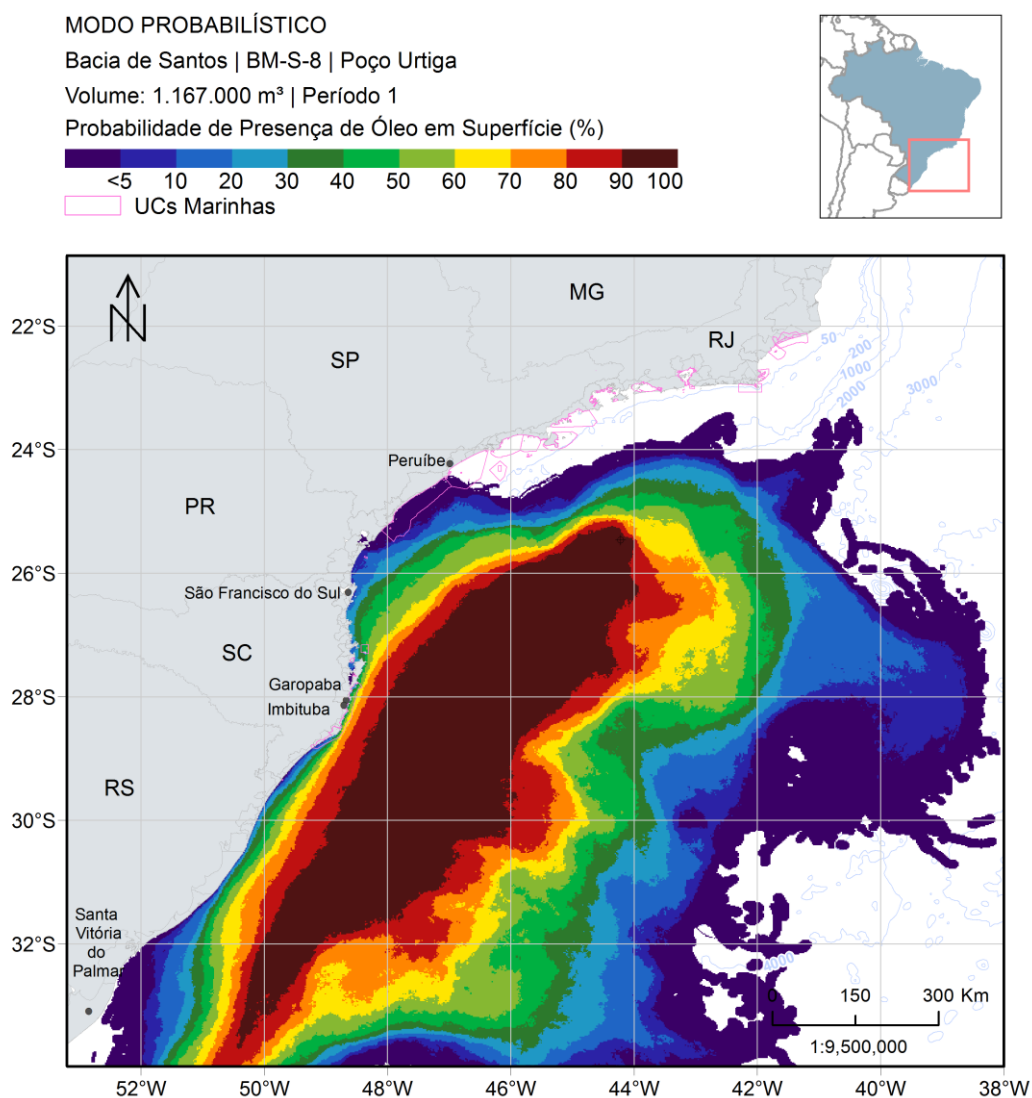 MODO PROBABILÍSTICO
Bacia de Santos | BM-S-8 | Poço Urtiga
Volume: 1.167.000 m³ | Período 1
Probabilidade de Presença de Óleo em Superfície (%)
<5 10 20 30 40 50 60 70 80 90 100
UCs Marinhas
MG
22°S
RJ
50
200
1000
2000
3000
SP
24°S
Peruíbe
PR
26°S
São Francisco do Sul
SC
Garopaba
28°S
Imbituba
RS
30°S
Santa
Vitória
do
Palmar
32°S
4000
0 150 300 Km
1:9,500,000
52°W 50°W 48°W 46°W 44°W 42°W 40°W 38°W